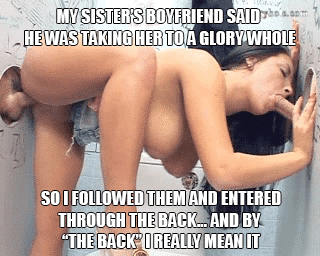 MY SISTER'S BOYFRIEND SAID
HE WAS TAKING HER TO A GLORY WHOLE
SO I FOLLOWED THEM AND ENTERED
THROUGH THE BACK... AND BY
"THE BACK" I REALLY MEAN IT